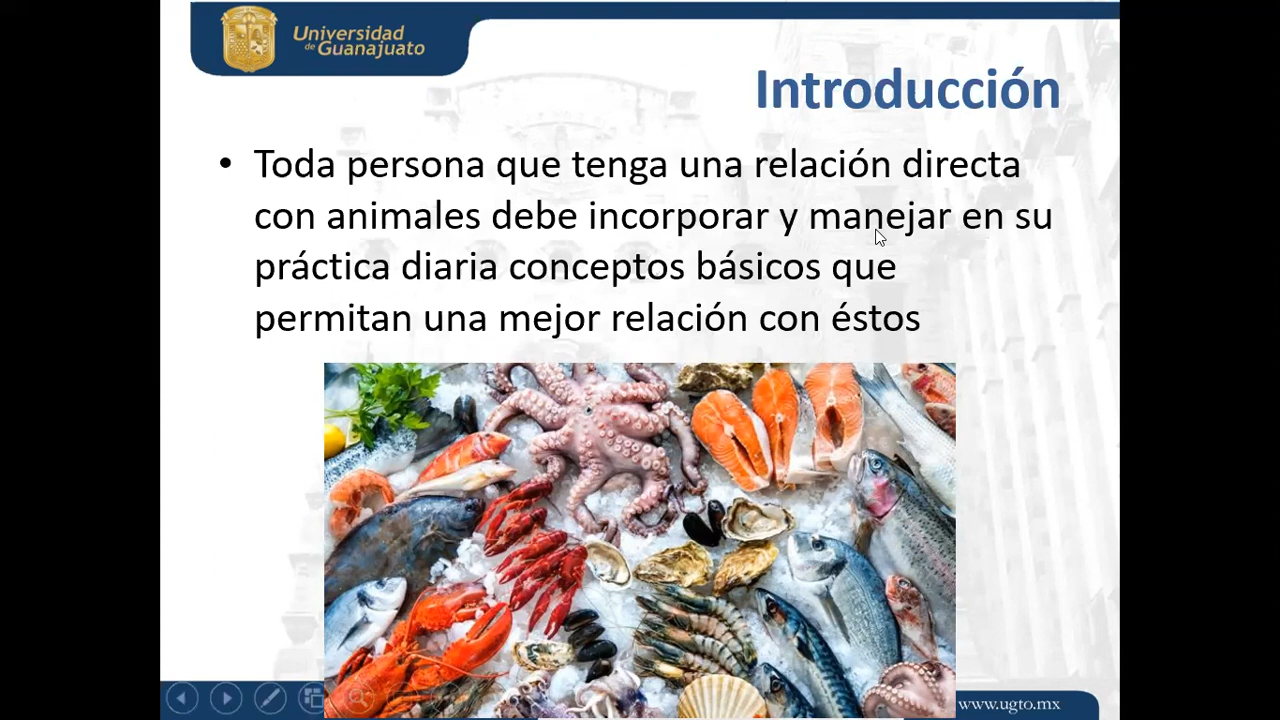 Universidad
de Guanajuato
Introducción
• Toda persona que tenga una relación directa
con animales debe incorporar y manejar en su
práctica diaria conceptos básicos que
permitan una mejor relación con éstos
www.ugto.mx